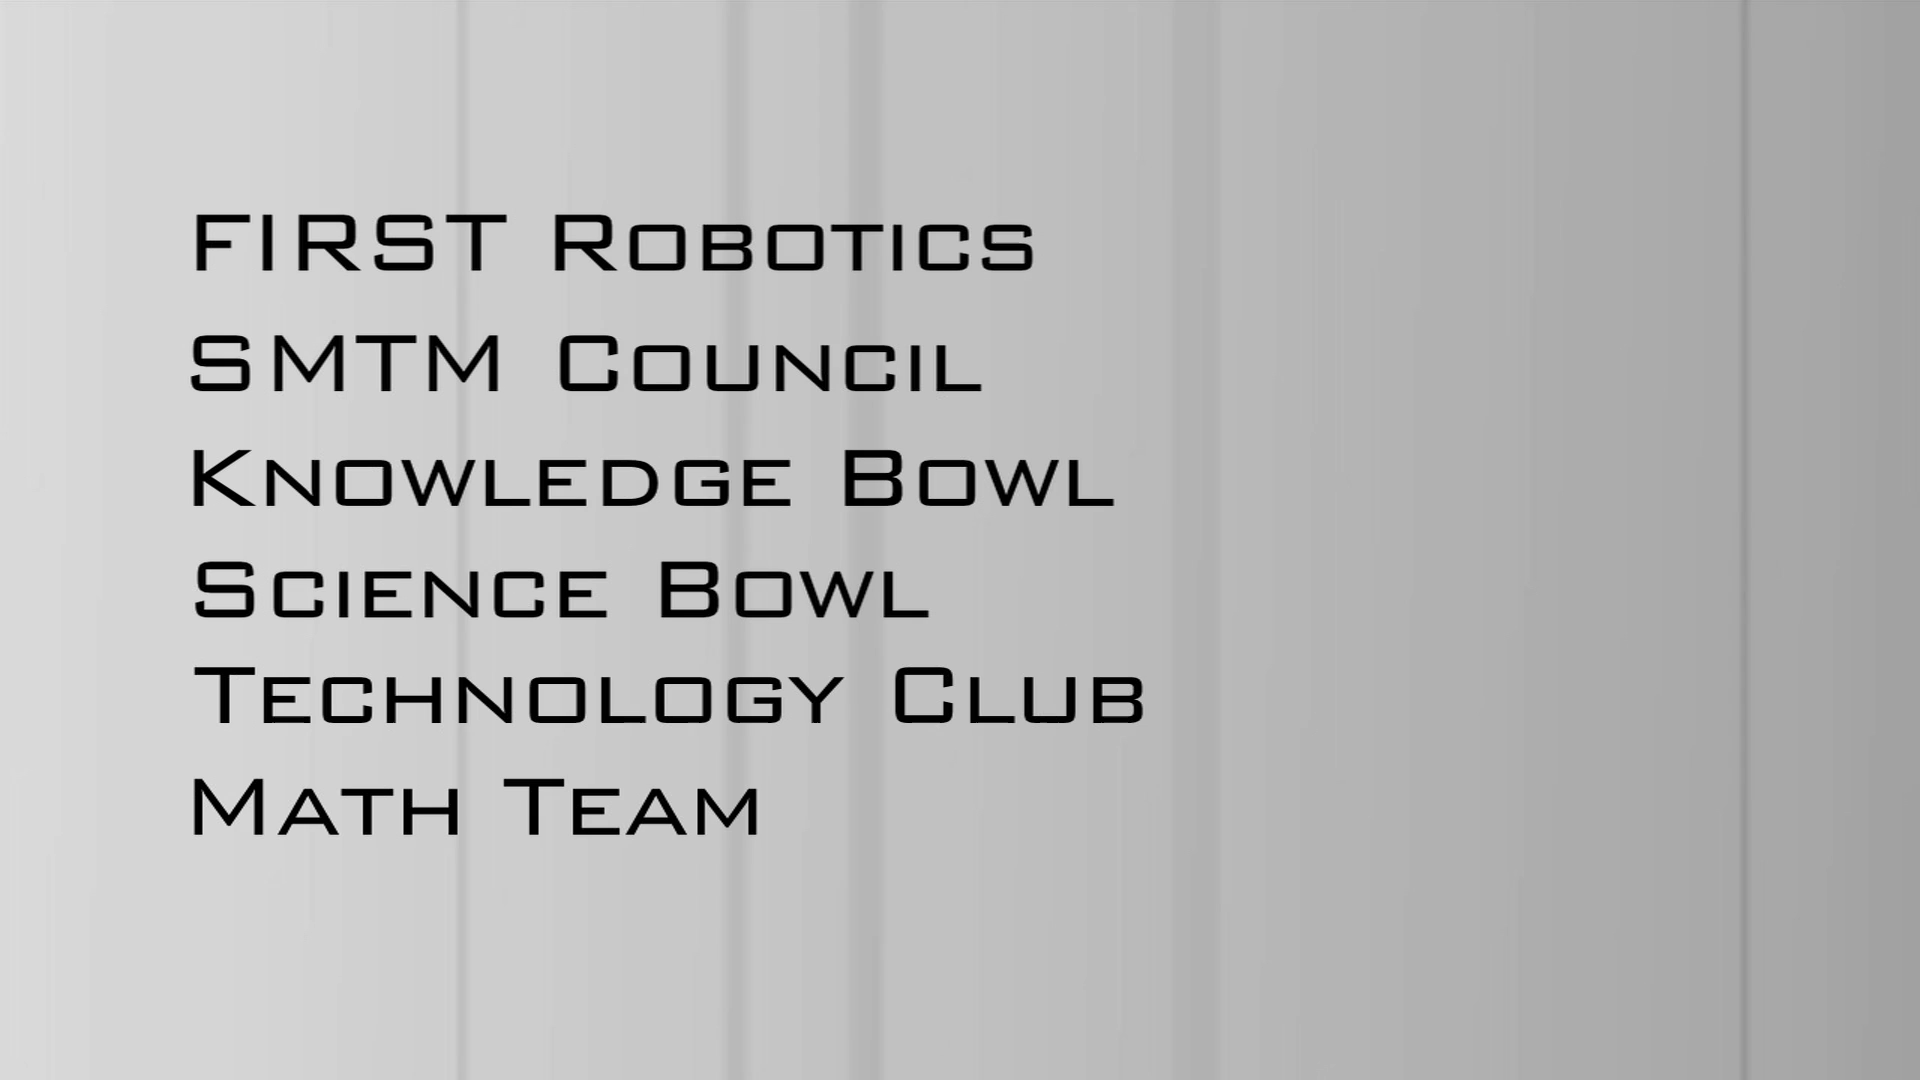 FIRST Robotics
SMTM Council
Knowledge Bowl
Science Bowl
Technology Club
Math Team